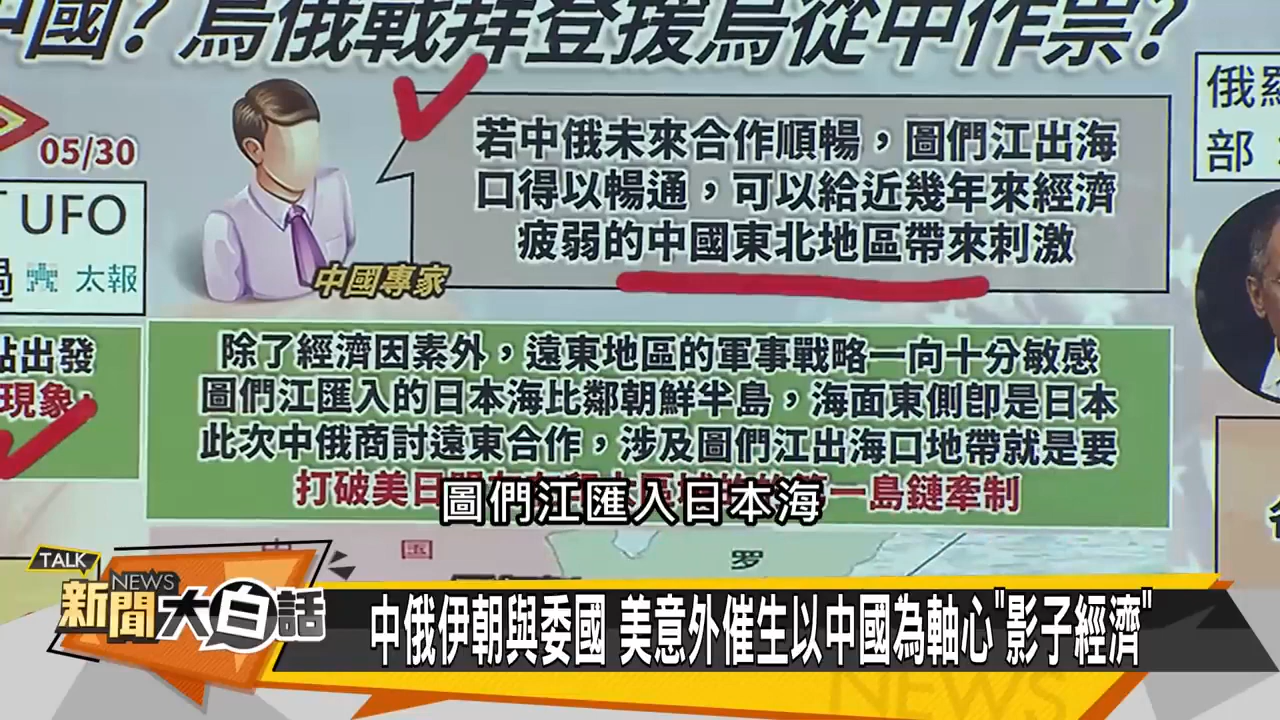 中國?烏俄戰拜登援烏從中作祟?
05/30
UFO
太報
點出發
現象
若中俄未來合作順暢，圖們江出海
口得以暢通，可以給近幾年來經濟
疲弱的中國東北地區帶來刺激
中國專家
俄羅
部
除了經濟因素外，遠東地區的軍事戰略一向十分敏感
圖們江匯入的日本海比鄰朝鮮半島，海面東側即是日本
此次中俄商討遠東合作，涉及圖們江出海口地帶就是要
打破美日 第一島鏈牽制
圖們江匯入日本海
国
罗
TALK
NEWS
新聞大白話
中俄伊朝與委國 美意外催生以中國為軸心"影子經濟"
NEWS